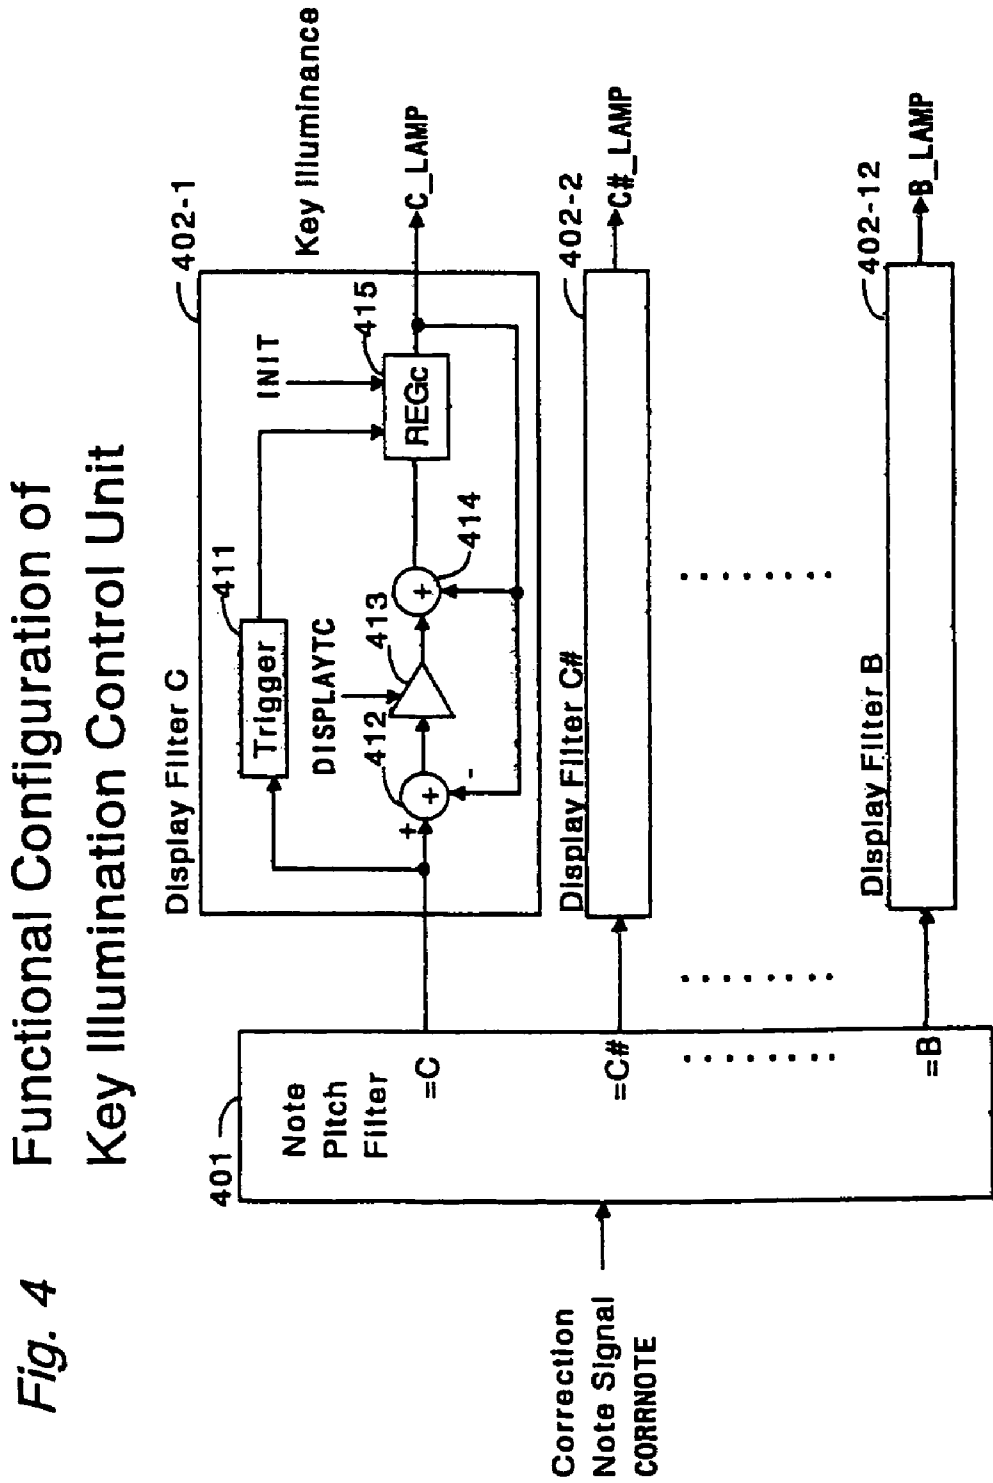 Fig. 4
Functional Configuration of
Key Illumination Control Unit
Correction
Note Signal
CORRNOTE
401
Note
Pitch
Filter
=C
=C#
=B
Display Filter C
402-1
Trigger
411
DISPLAYTC
412
413
414
+
+
-
+
INIT
REGC
415
Key Illuminance
C_LAMP
Display Filter C#
402-2
C#_LAMP
Display Filter B
402-12
B_LAMP